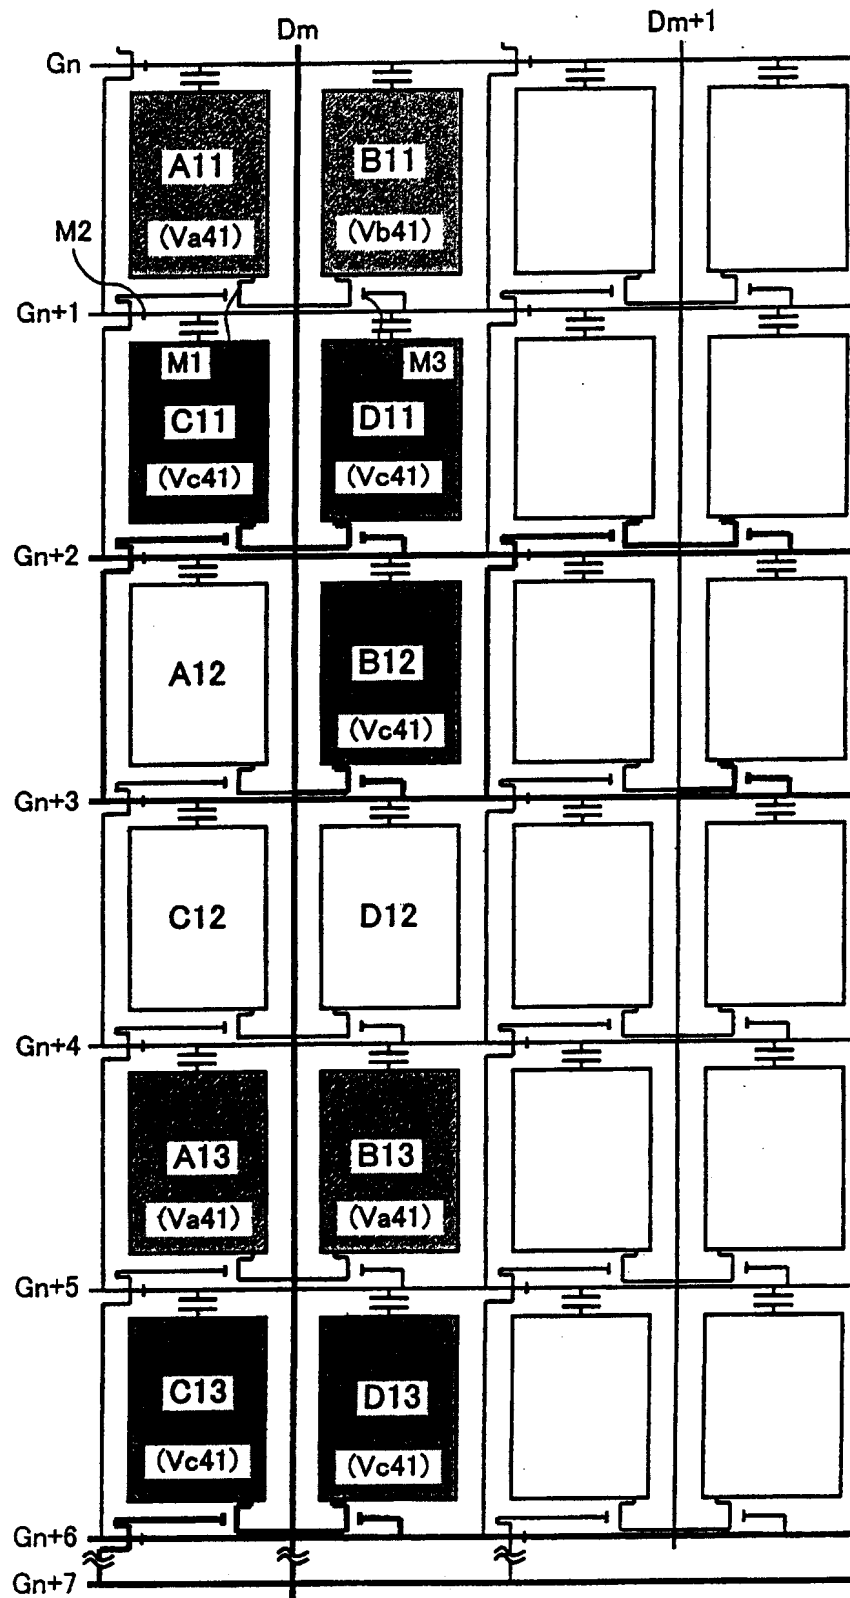 Dm Dm+1
Gn
A11 B11
(Va41) (Vb41)
M2
Gn+1
M1 M3
C11 D11
(Vc41) (Vc41)
Gn+2
A12 B12
(Vc41)
Gn+3
C12 D12
Gn+4
A13 B13
(Va41) (Va41)
Gn+5
C13 D13
(Vc41) (Vc41)
Gn+6
Gn+7